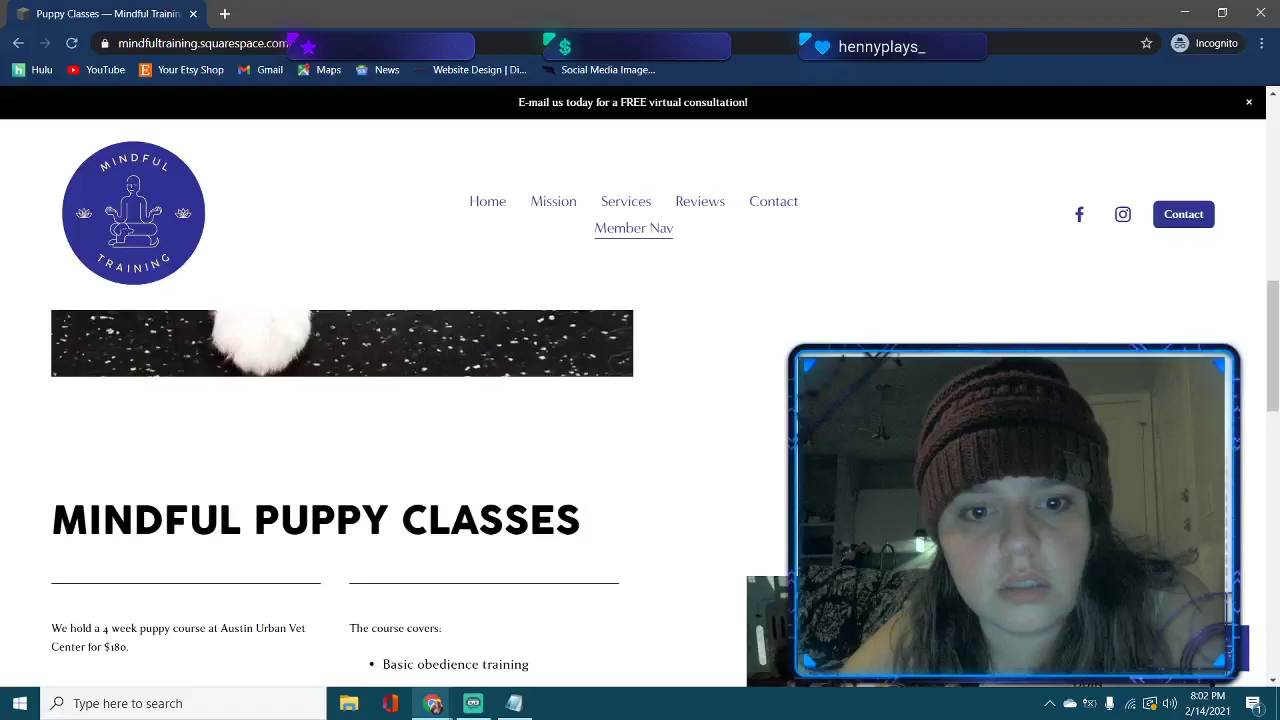 Puppy Classes — Mindful Training
mindfultraining.squarespace.com
hennyplays_
Incognito
Hulu YouTube Your Etsy Shop Gmail Maps News Website Design | Di... Social Media Image...
E-mail us today for a FREE virtual consultation!
MINDFUL
TRAINING
Home Mission Services Reviews Contact
Member Nav
Contact
MINDFUL PUPPY CLASSES
We hold a 4 week puppy course at Austin Urban Vet
Center for $180.
The course covers:
• Basic obedience training
Type here to search
8:02 PM
2/14/2021